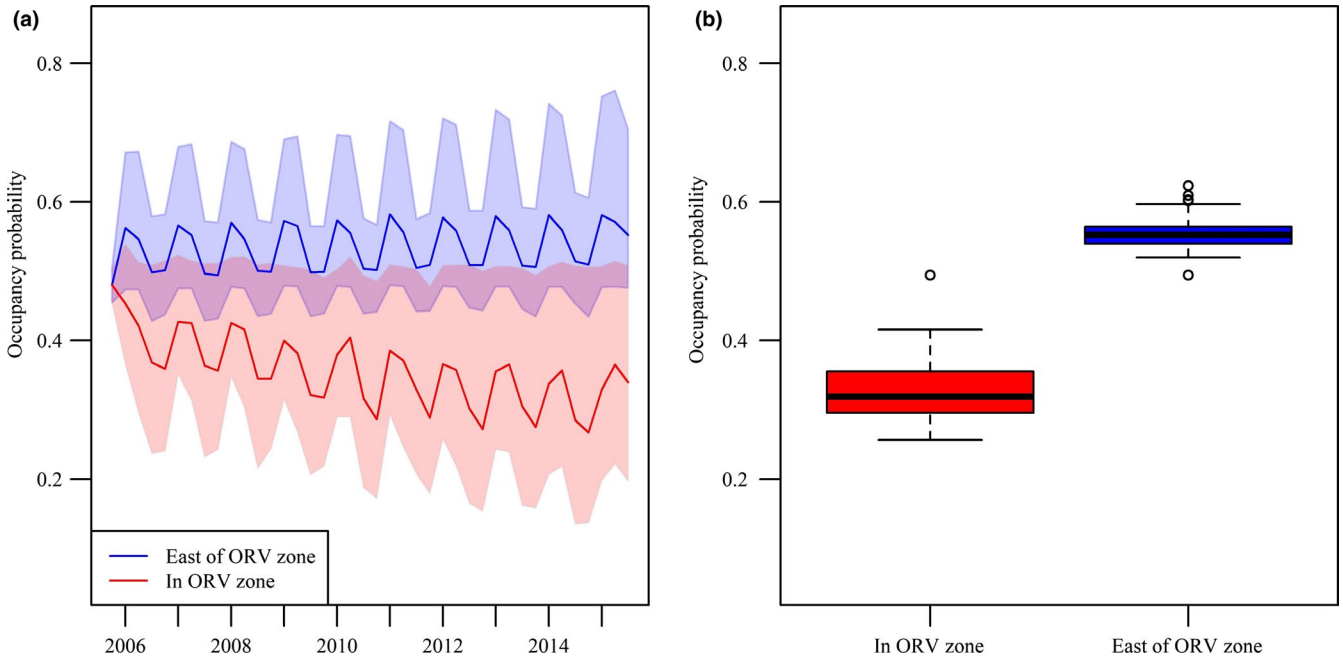 (a)
Occupancy probability
0.8
0.6
0.4
0.2
East of ORV zone
In ORV zone
2006 2008 2010 2012 2014
(b)
Occupancy probability
0.8
0.6
0.4
0.2
In ORV zone East of ORV zone